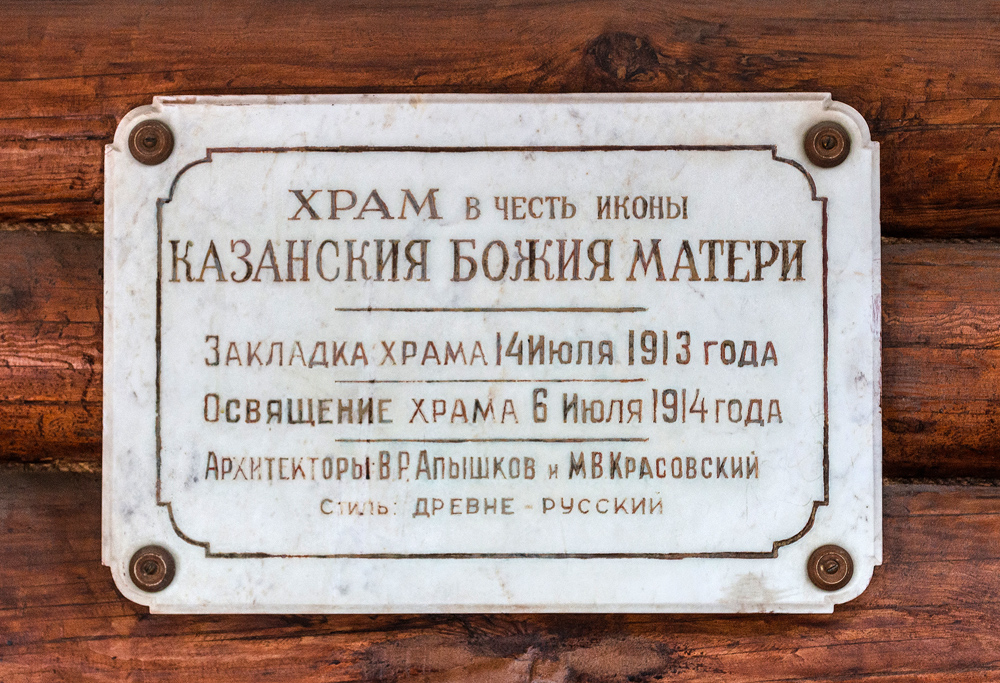 ХРАМ В ЧЕСТЬ ИКОНЫ
КАЗАНСКИЯ БОЖИЯ МАТЕРИ
ЗАКЛАДКА ХРАМА 14 ИЮЛЯ 1913 ГОДА
ОСВЯЩЕНИЕ ХРАМА 6 ИЮЛЯ 1914 ГОДА
АРХИТЕКТОРЫ: В.Р. АПЫШКОВ И М.В. КРАСОВСКИЙ
СТИЛЬ: ДРЕВНЕ - РУССКИЙ